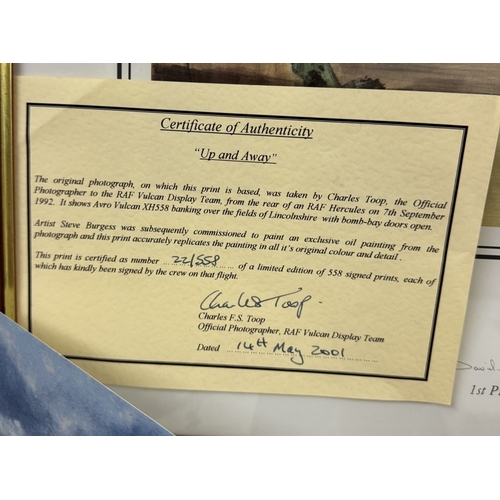 Certificate of Authenticity
"Up and Away"
The original photograph, on which this print is based, was taken by Charles Toop, the Official
Photographer to the RAF Vulcan Display Team, from the rear of an RAF Hercules on 7th September
1992. It shows Avro Vulcan XH558 banking over the fields of Lincolnshire with bomb-bay doors open.
Artist Steve Burgess was subsequently commissioned to paint an exclusive oil painting from the
photograph and this print accurately replicates the painting in all it's original colour and detail .
This print is certified as number ...22/558... of a limited edition of 558 signed prints, each of
which has kindly been signed by the crew on that flight.
Charles Toop
Charles F.S. Toop
Official Photographer, RAF Vulcan Display Team
Dated 14th May 2001
David
1st P